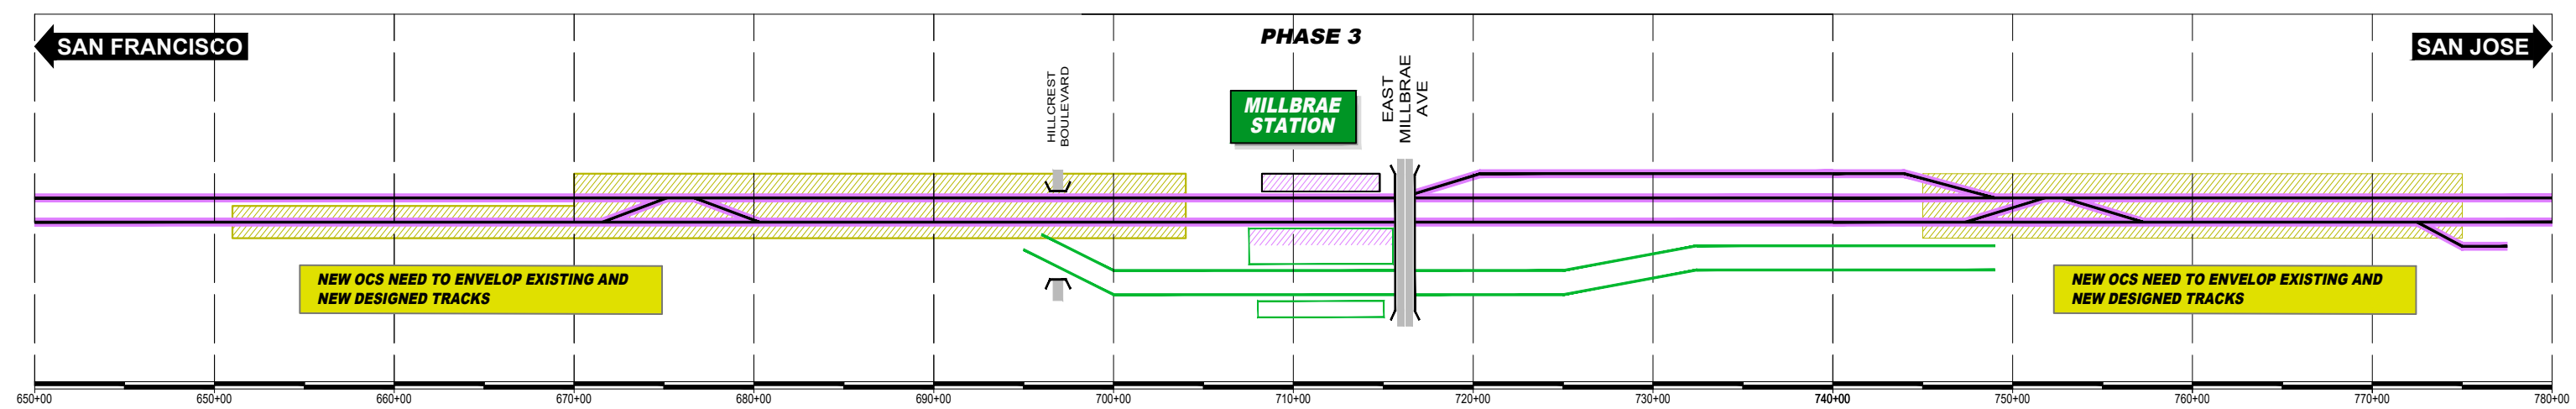 PHASE 3
SAN FRANCISCO
SAN JOSE
HILLCREST
BOULEVARD
MILLBRAE
STATION
EAST
MILLBRAE
AVE
NEW OCS NEED TO ENVELOP EXISTING AND
NEW DESIGNED TRACKS
NEW OCS NEED TO ENVELOP EXISTING AND
NEW DESIGNED TRACKS
650+00 650+00 660+00 670+00 680+00 690+00 700+00 710+00 720+00 730+00 740+00 750+00 760+00 770+00 780+00